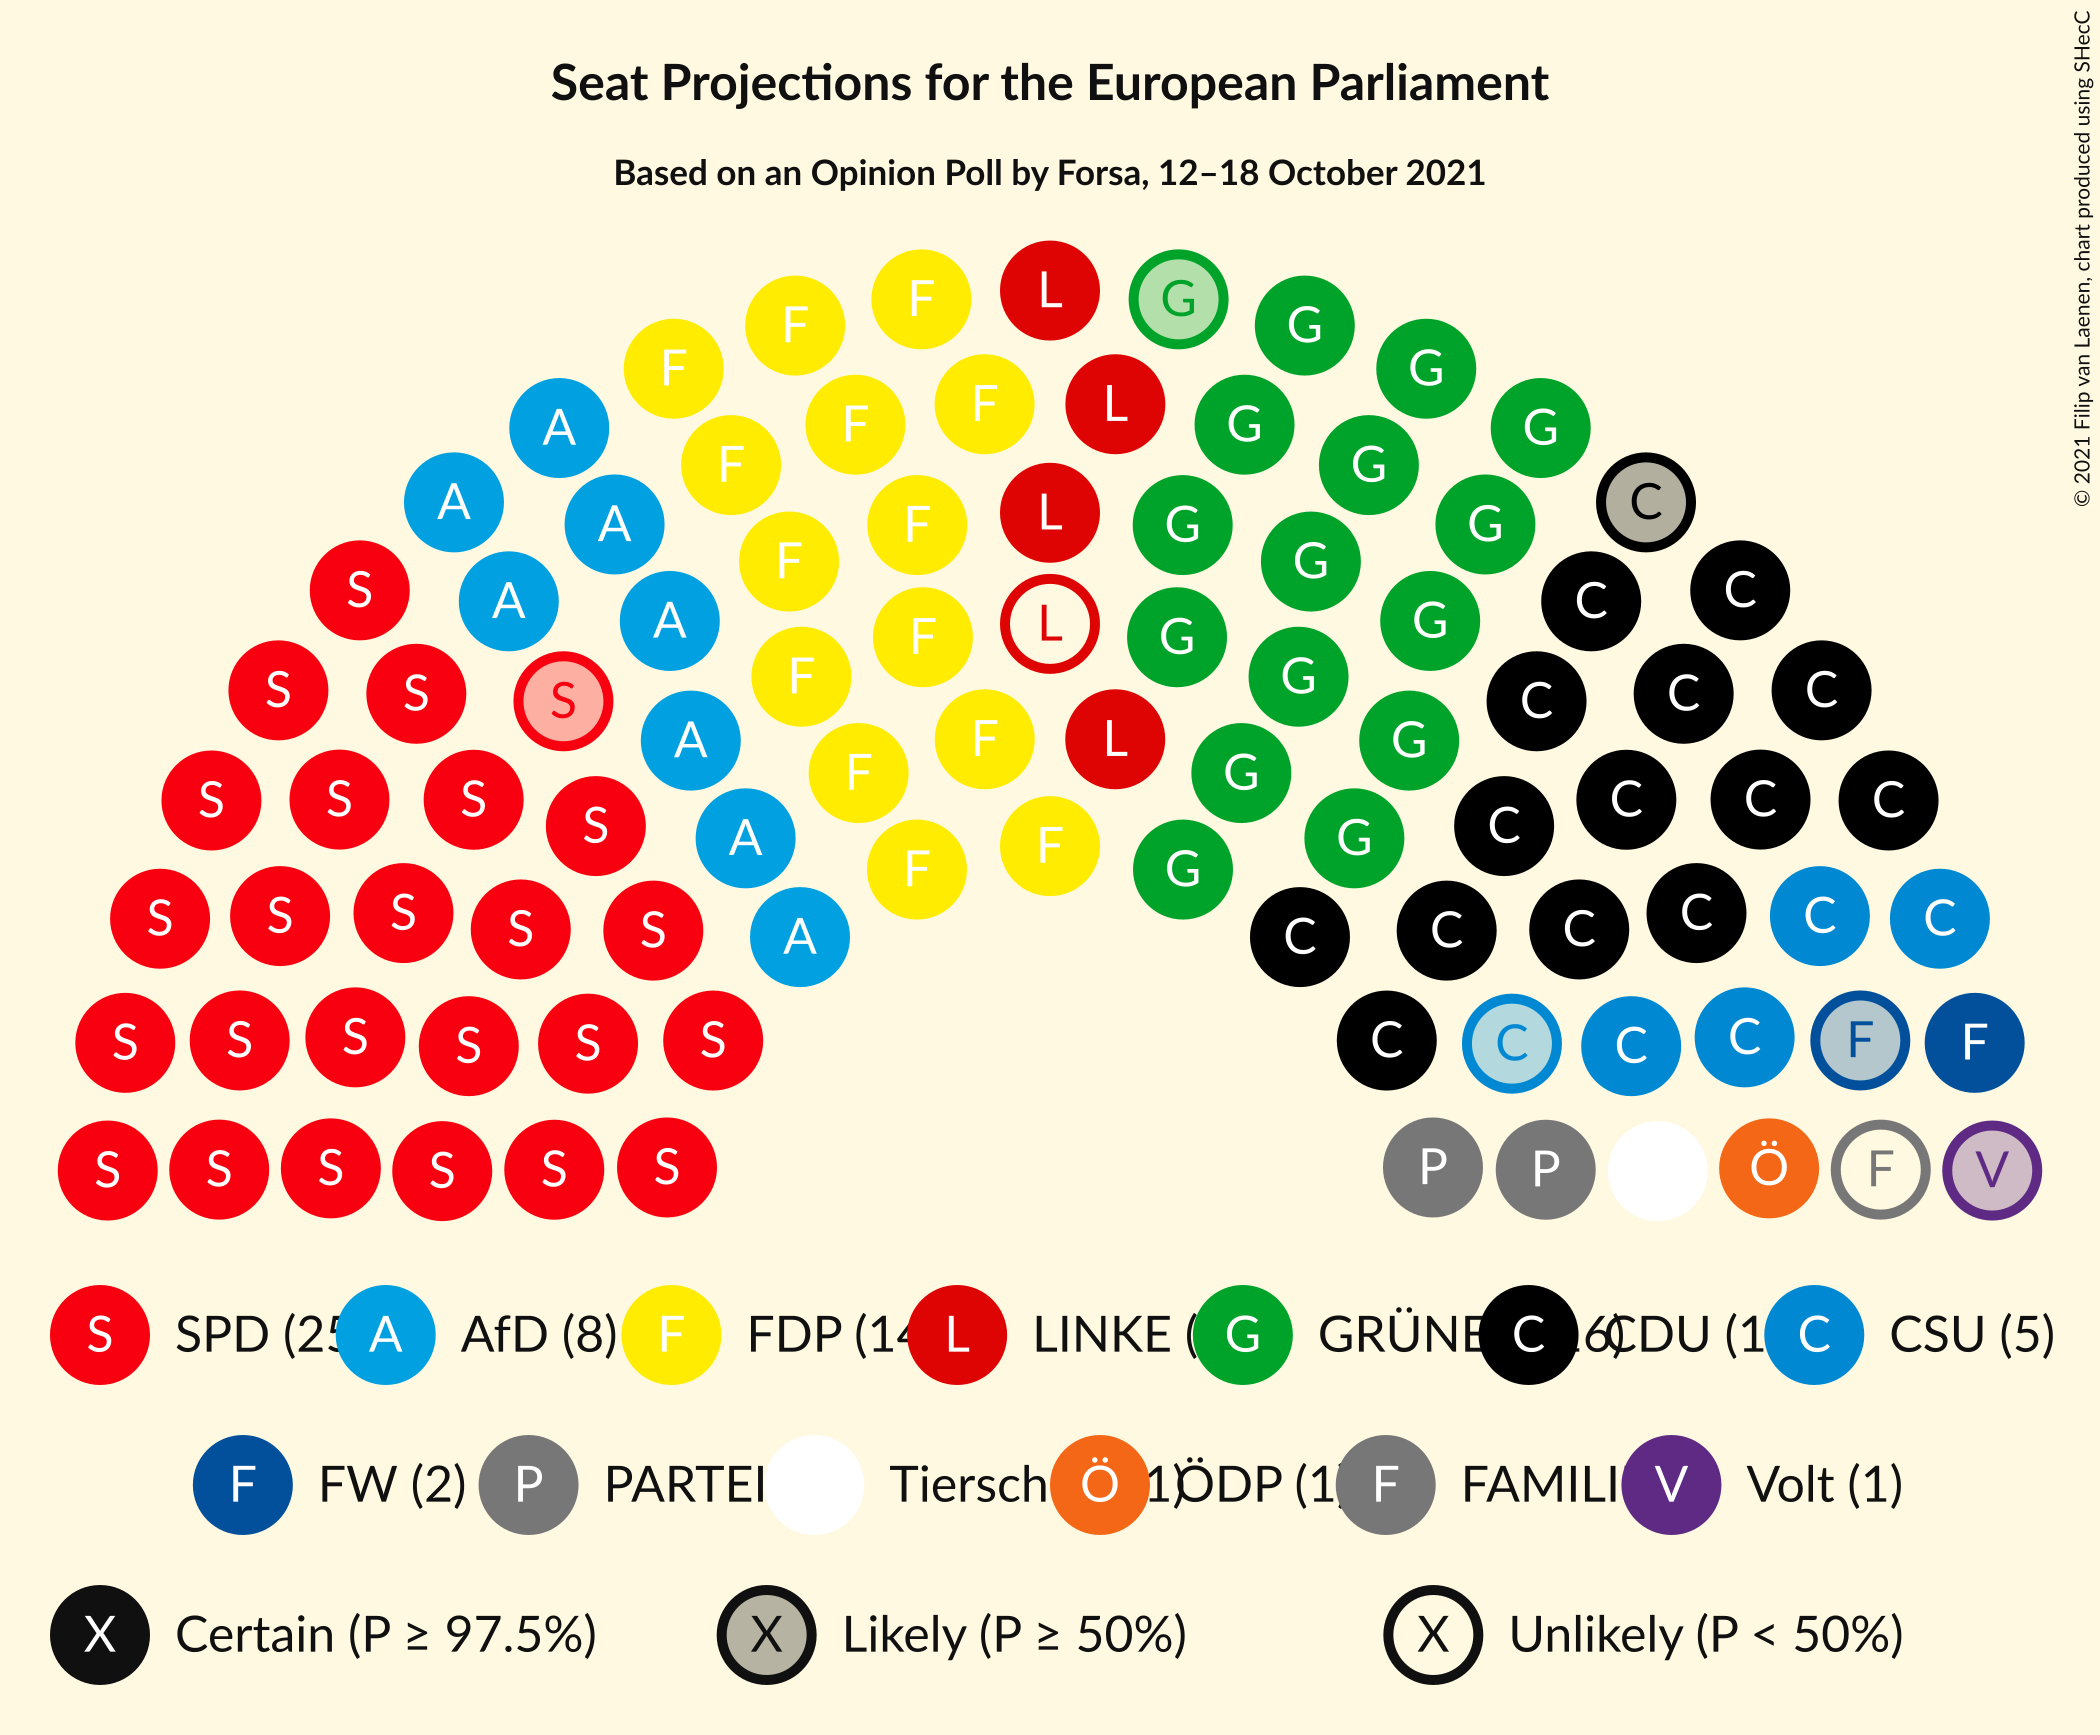 Seat Projections for the European Parliament
Based on an Opinion Poll by Forsa, 12–18 October 2021
© 2021 Filip van Laenen, chart produced using SHecC
F L G
F G
F G
F L
A F G G
F G
A A F L G G C
F G
S A C C
A F L G G
S S S F G C C C
A F L G
F G
S S S C C C
S A G C
F F G
S S S S S A C C C C C C
S S S S S S C C C C F F
S S S S S S P P Ö F V
S SPD (25 A AfD (8) F FDP (14 L LINKE ( G GRÜNE C 6) CDU (1 C CSU (5)
F FW (2) P PARTEI Tiersch Ö 1) ÖDP (1 F FAMILI V Volt (1)
X Certain (P ≥ 97.5%) X Likely (P ≥ 50%) X Unlikely (P < 50%)